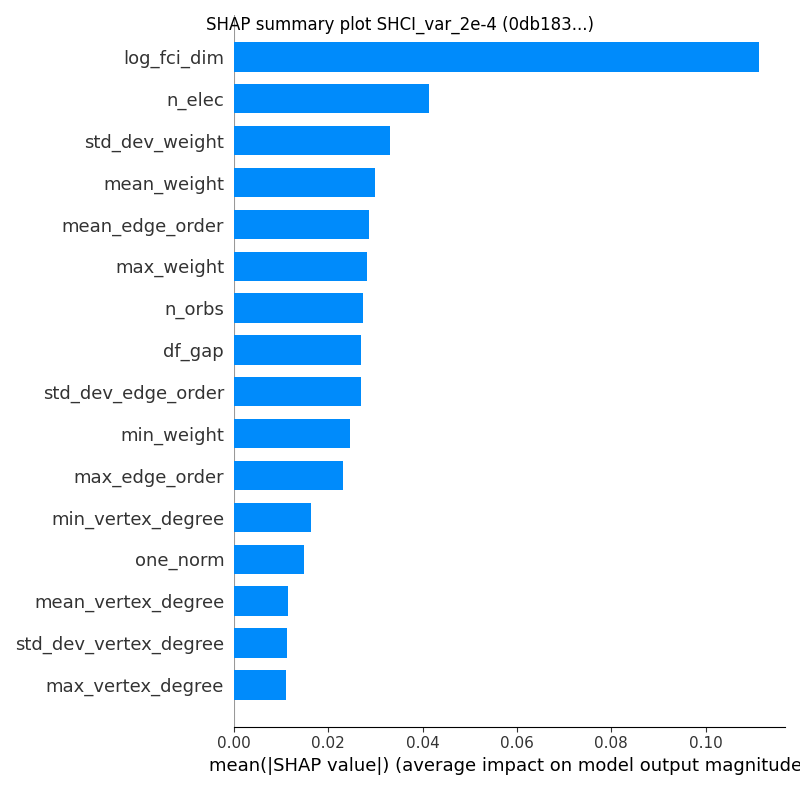 SHAP summary plot SHCI_var_2e-4 (0db183...)
log_fci_dim
n_elec
std_dev_weight
mean_weight
mean_edge_order
max_weight
n_orbs
df_gap
std_dev_edge_order
min_weight
max_edge_order
min_vertex_degree
one_norm
mean_vertex_degree
std_dev_vertex_degree
max_vertex_degree
0.00 0.02 0.04 0.06 0.08 0.10
mean(|SHAP value|) (average impact on model output magnitude